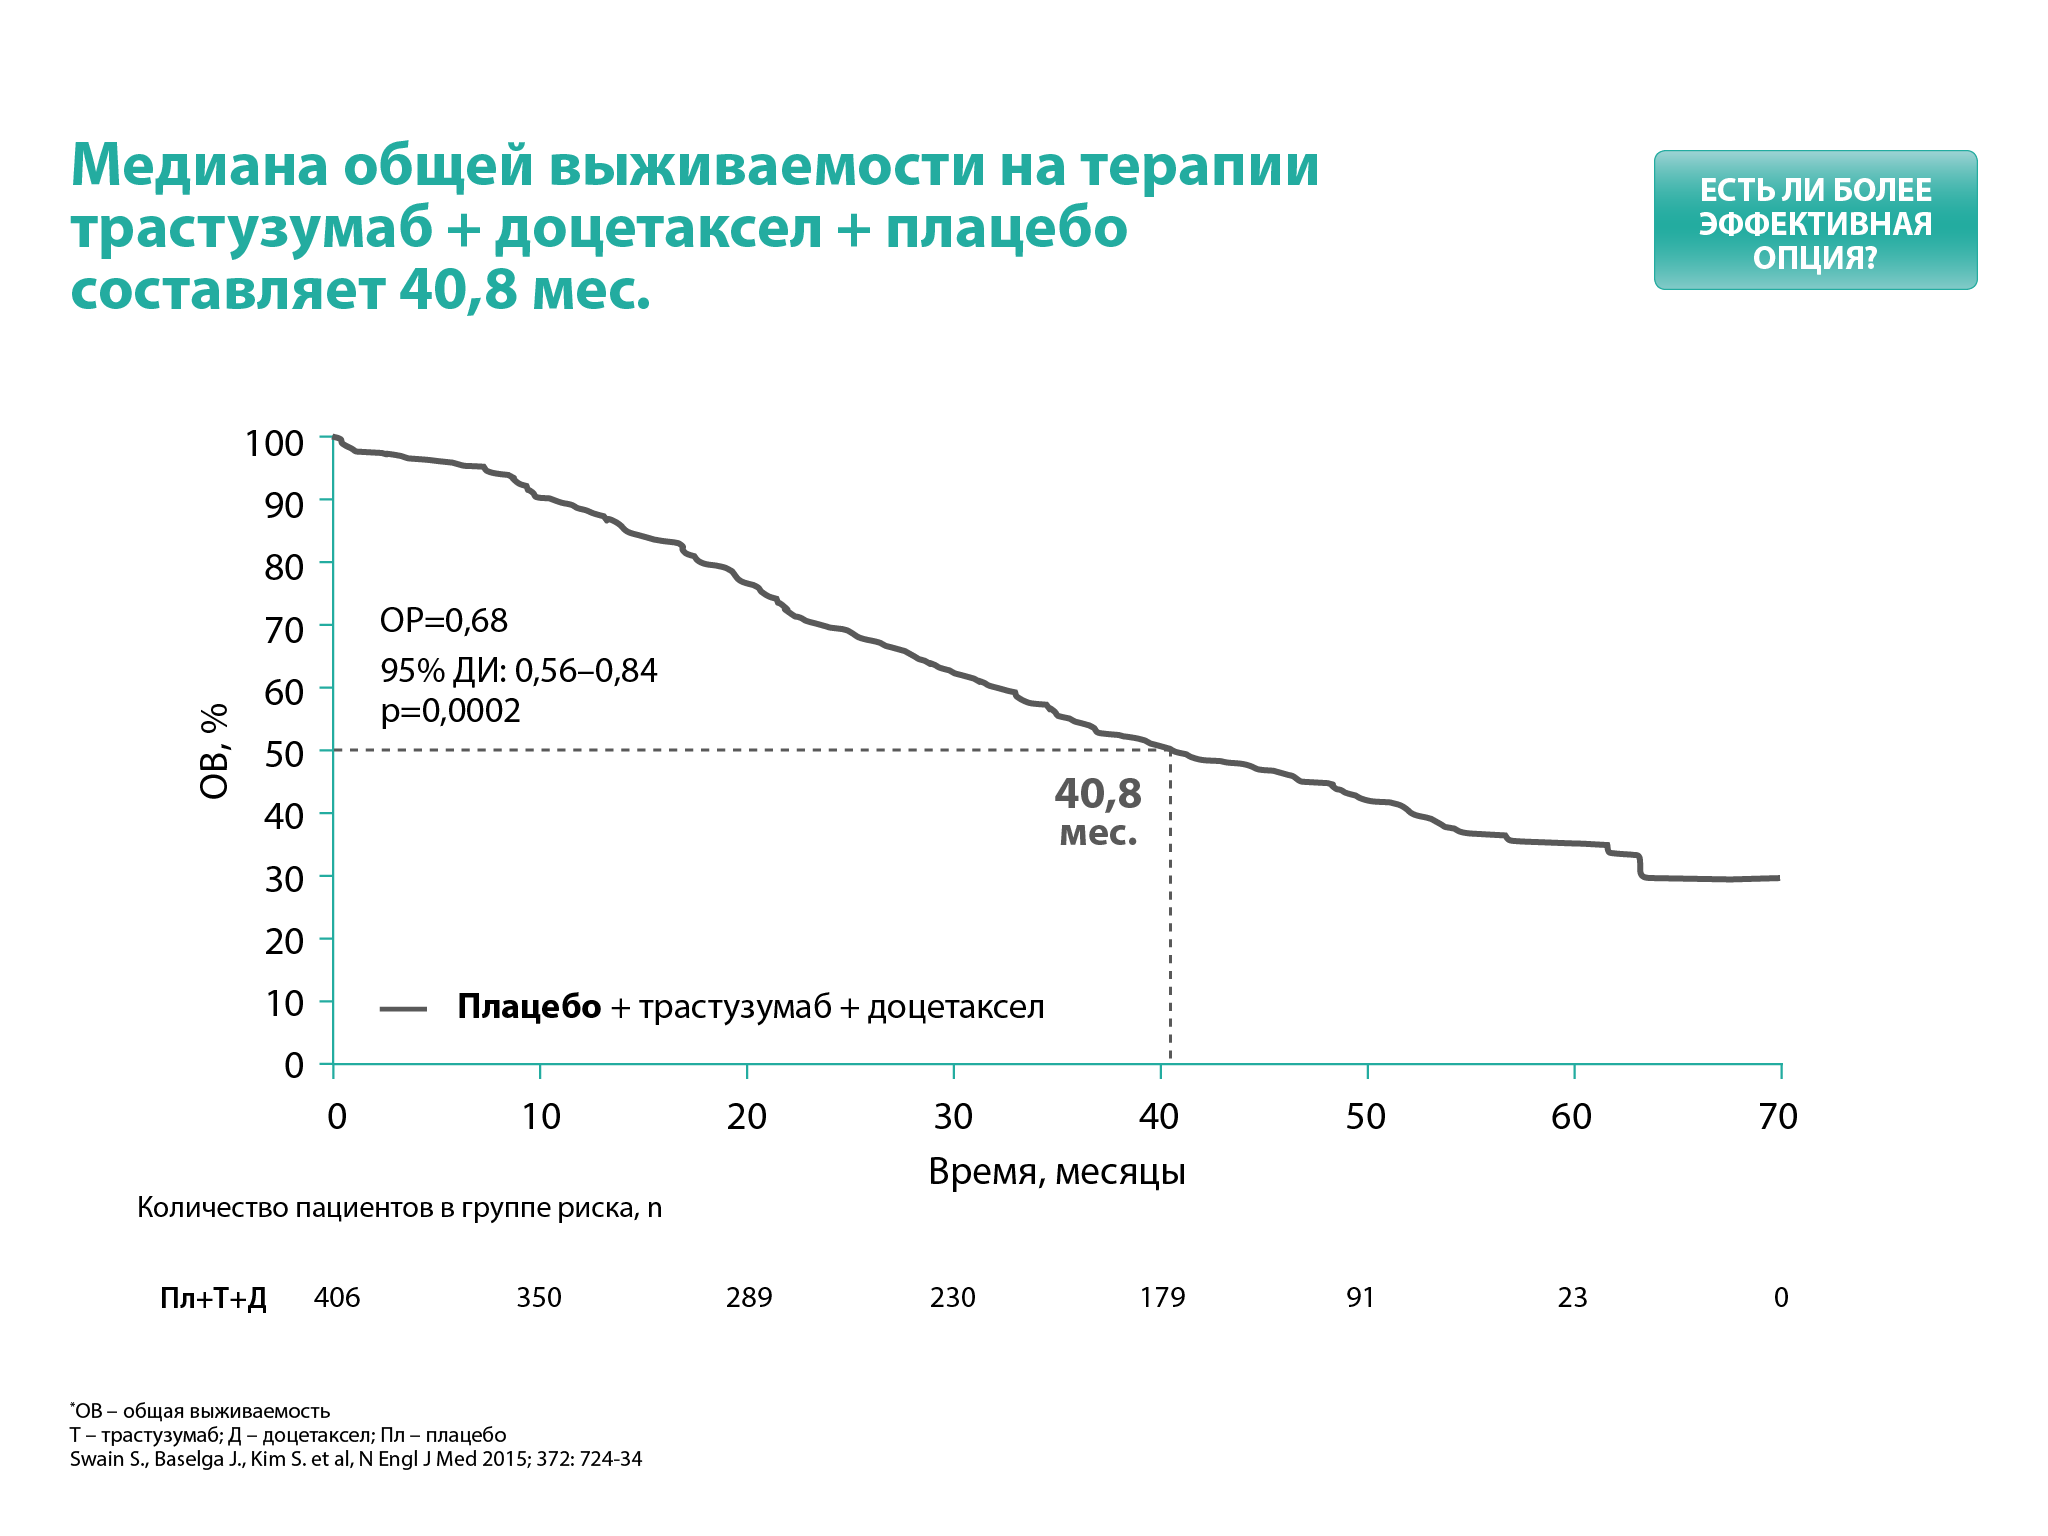 Медиана общей выживаемости на терапии
трастузумаб + доцетаксел + плацебо
составляет 40,8 мес.
ЕСТЬ ЛИ БОЛЕЕ
ЭФФЕКТИВНАЯ
ОПЦИЯ?
100
90
80
70
60
50
40
30
20
10
0
ОВ, %
ОР=0,68
95% ДИ: 0,56–0,84
p=0,0002
40,8
мес.
Плацебо + трастузумаб + доцетаксел
0 10 20 30 40 50 60 70
Время, месяцы
Количество пациентов в группе риска, n
Пл+Т+Д 406 350 289 230 179 91 23 0
*ОВ – общая выживаемость
Т – трастузумаб; Д – доцетаксел; Пл – плацебо
Swain S., Baselga J., Kim S. et al, N Engl J Med 2015; 372: 724-34